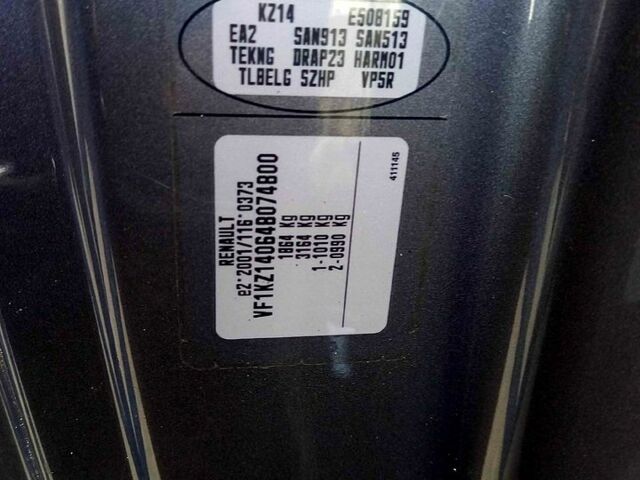 KZ14 E508159
EA2 SAN913 SAN513
TEKNG DRAP23 HARM01
TLBELG SZHP VP5R
RENAULT
e2*2001/116*0373
VF1KZ140648074800
1864 Kg
3164 Kg
1-1010 Kg
2-0990 Kg
411145